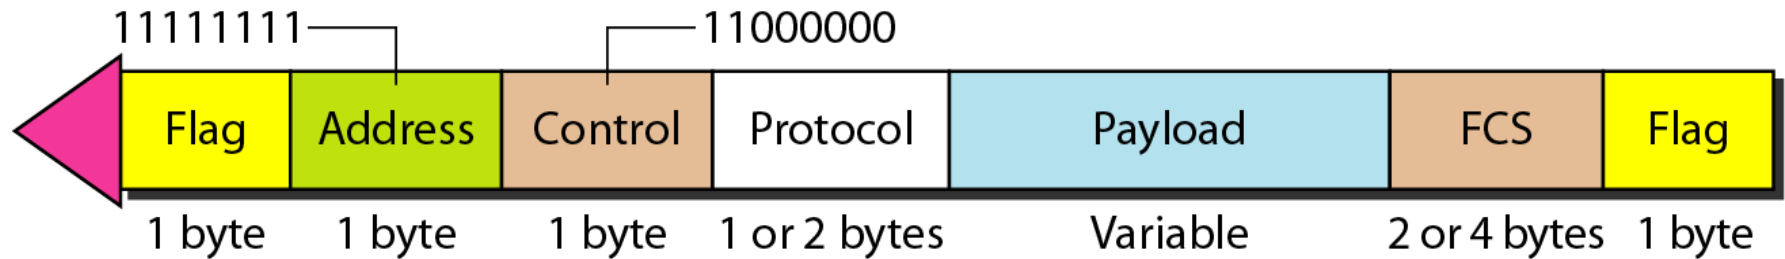 11111111 11000000
Flag Address Control Protocol Payload FCS Flag
1 byte 1 byte 1 byte 1 or 2 bytes Variable 2 or 4 bytes 1 byte